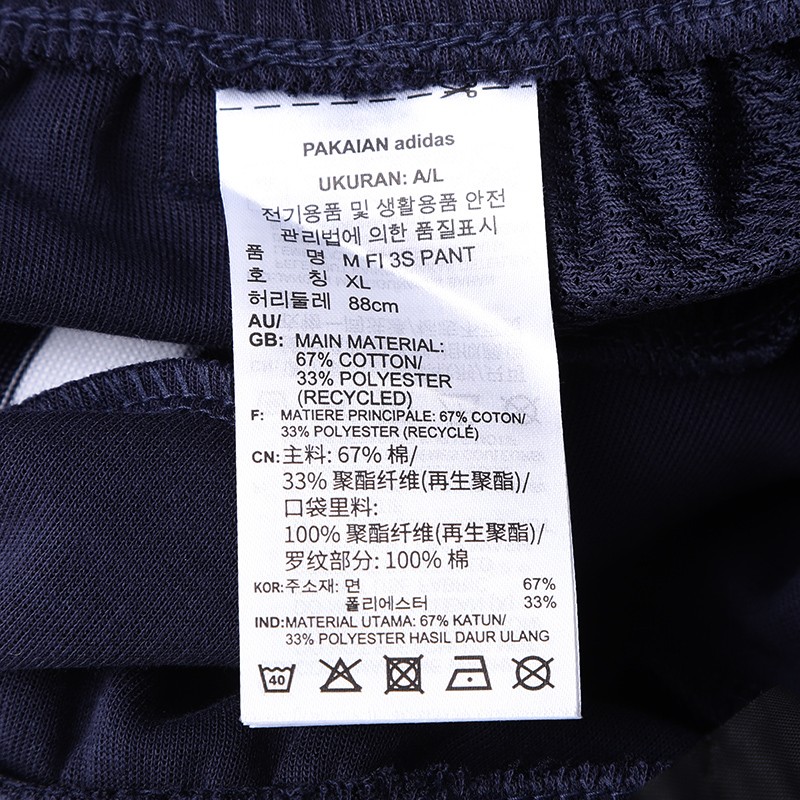 PAKAIAN adidas
UKURAN: A/L
전기용품 및 생활용품 안전
관리법에 의한 품질표시
품 명 M FI 3S PANT
호 칭 XL
허리둘레 88cm
AU/
GB: MAIN MATERIAL:
67% COTTON/
33% POLYESTER
(RECYCLED)
F: MATIERE PRINCIPALE: 67% COTON/
33% POLYESTER (RECYCLÉ)
CN: 主料: 67% 棉/
33% 聚酯纤维(再生聚酯)/
口袋里料:
100% 聚酯纤维(再生聚酯)/
罗纹部分: 100% 棉
KOR: 주소재: 면 67%
폴리에스터 33%
IND: MATERIAL UTAMA: 67% KATUN/
33% POLYESTER HASIL DAUR ULANG
40